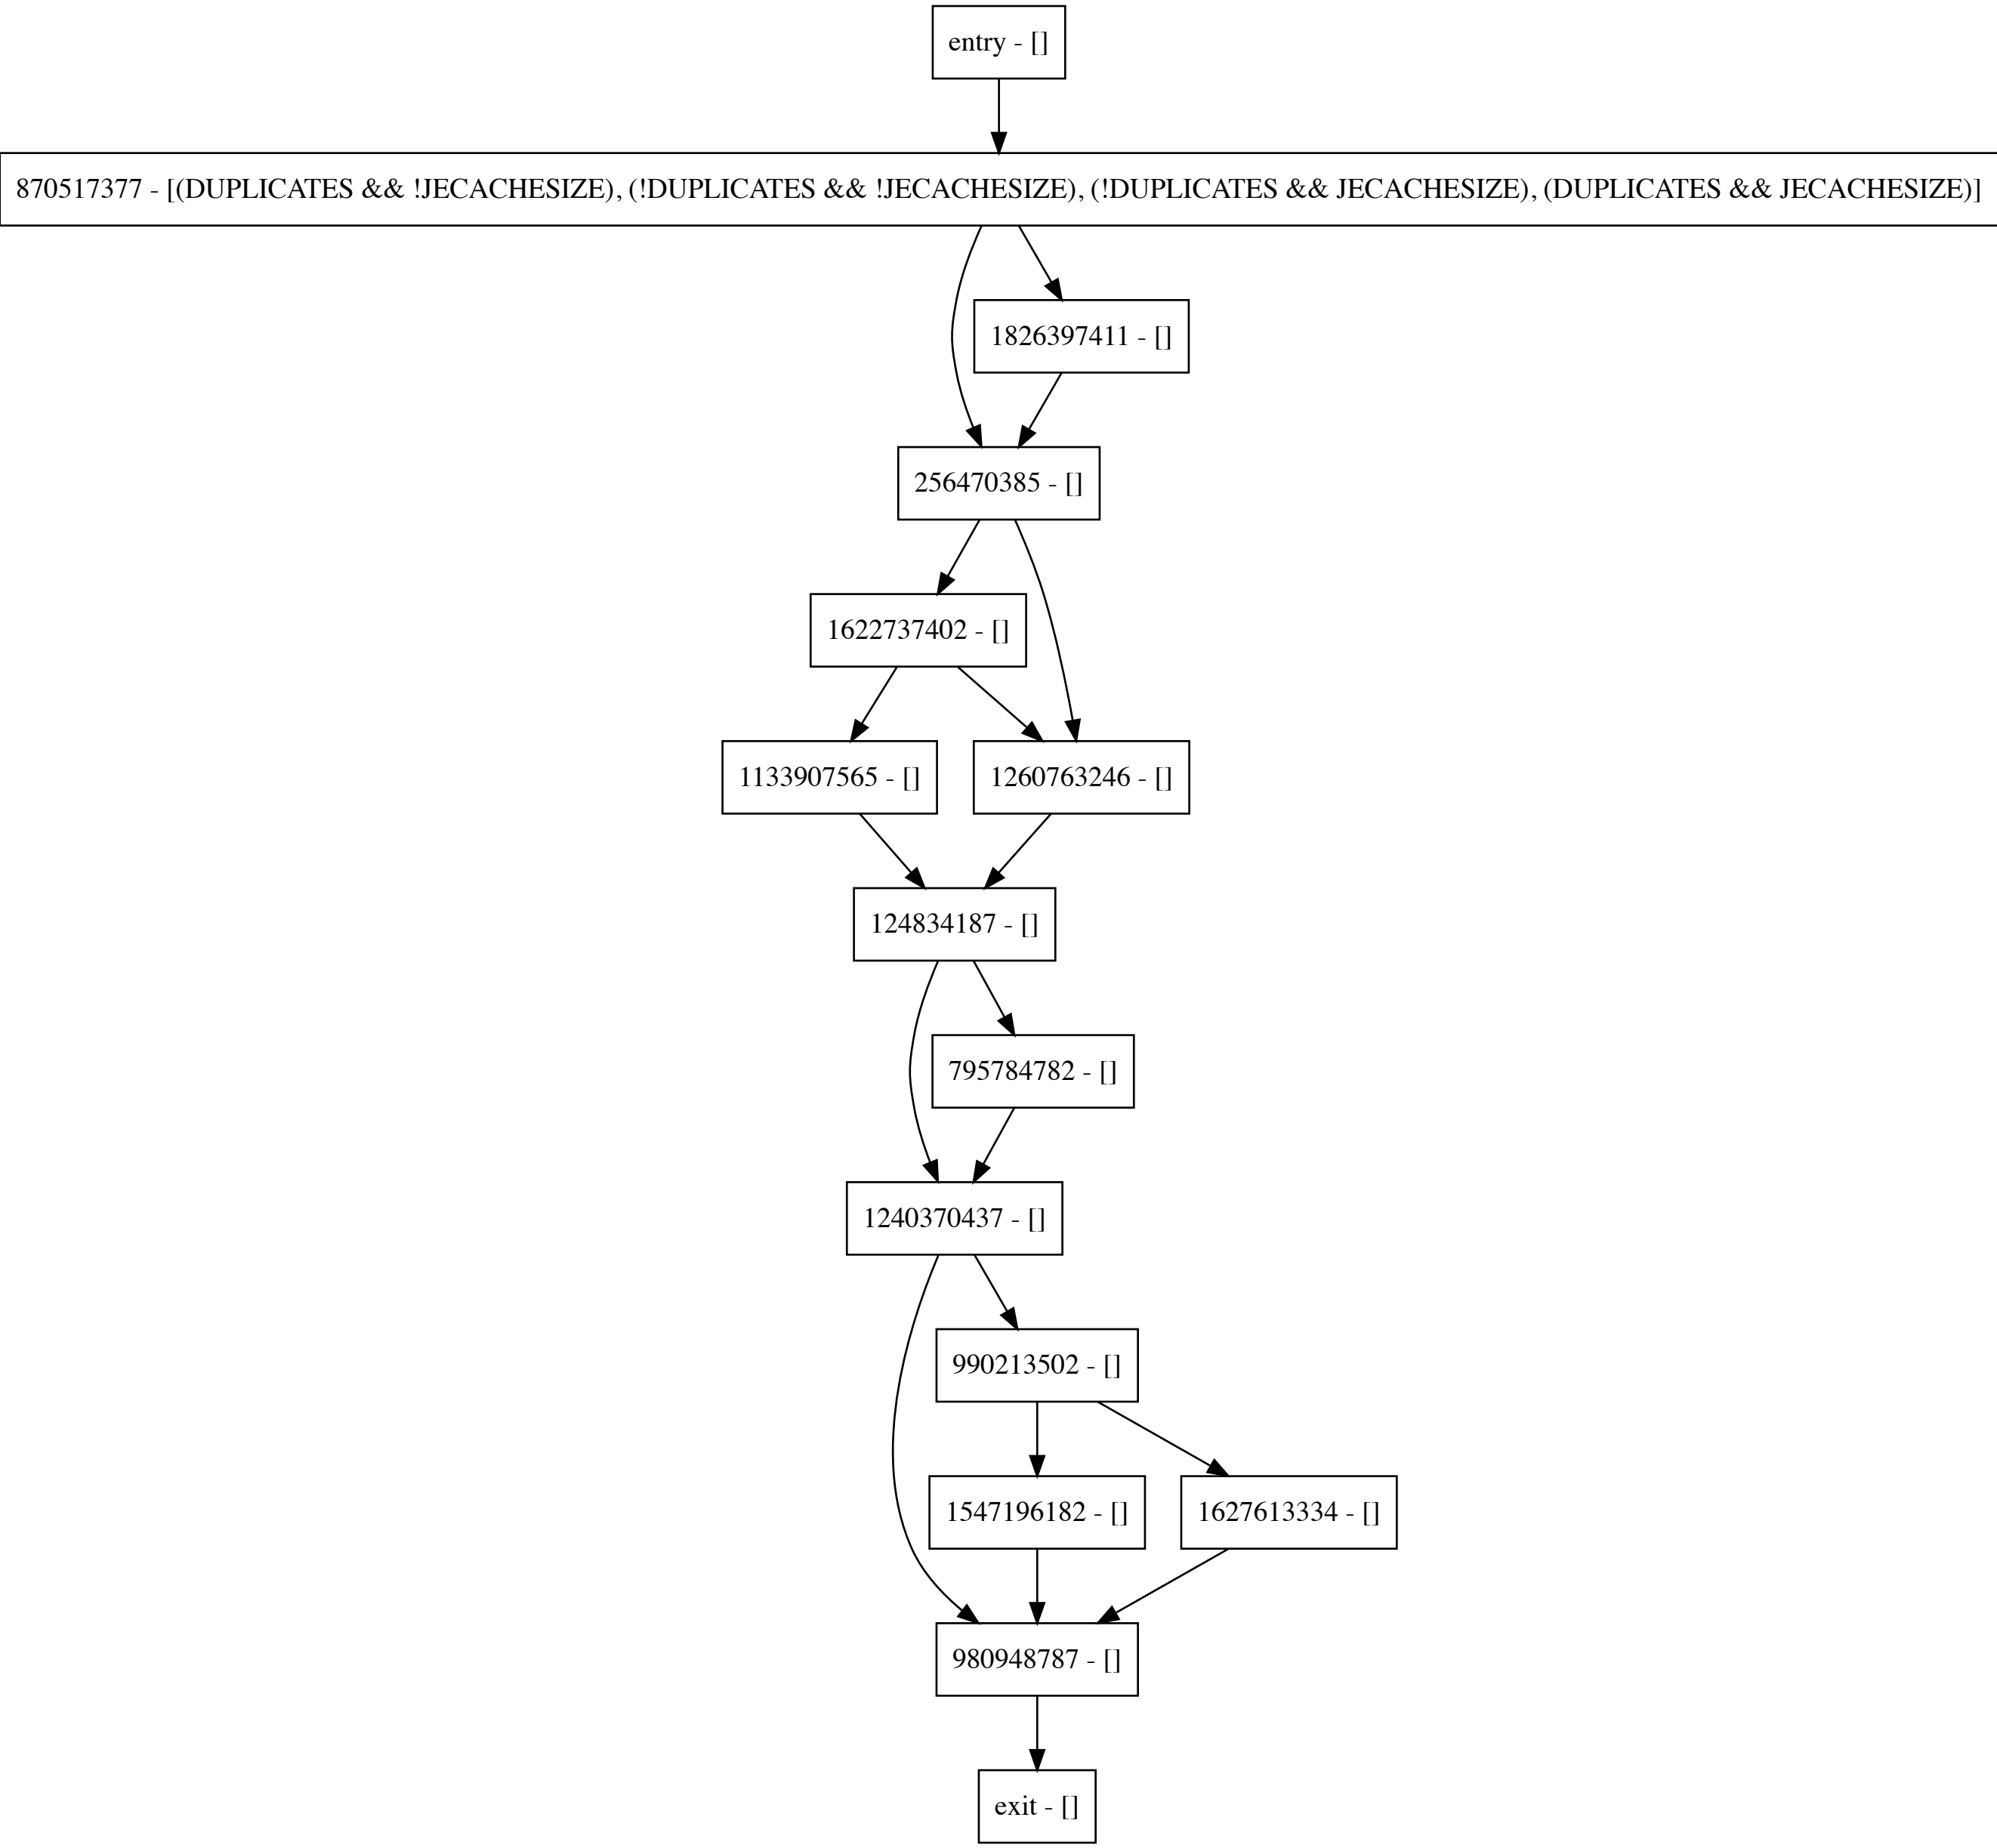 entry - []
870517377 - [(DUPLICATES && !JECACHESIZE), (!DUPLICATES && !JECACHESIZE), (!DUPLICATES && JECACHESIZE), (DUPLICATES && JECACHESIZE)]
1826397411 - []
256470385 - []
1622737402 - []
1133907565 - []
1260763246 - []
124834187 - []
795784782 - []
1240370437 - []
990213502 - []
1547196182 - []
1627613334 - []
980948787 - []
exit - []